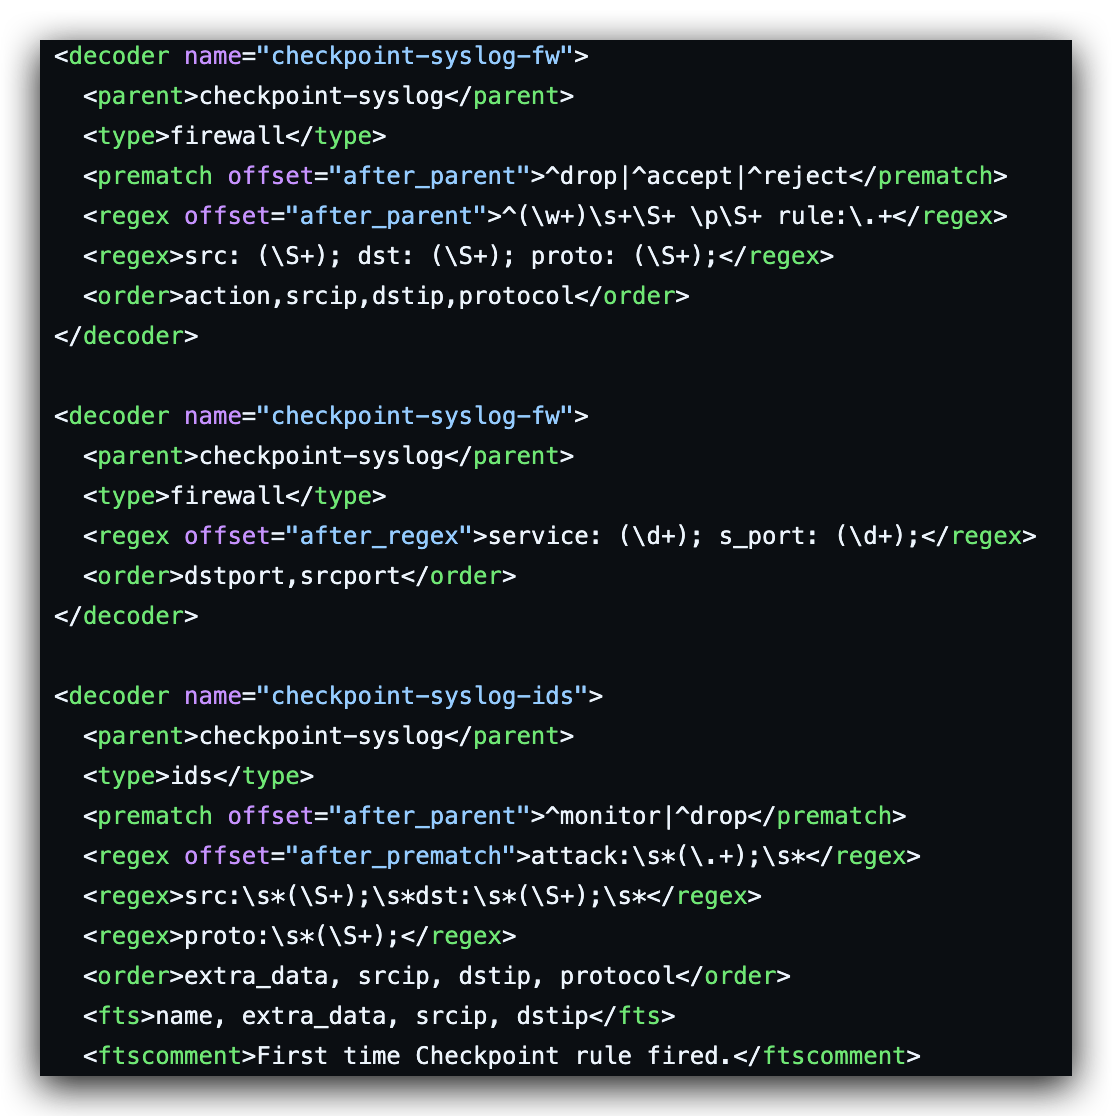 <decoder name="checkpoint-syslog-fw">
  <parent>checkpoint-syslog</parent>
  <type>firewall</type>
  <prematch offset="after_parent">^drop|^accept|^reject</prematch>
  <regex offset="after_parent">^(\w+)\s+\S+ \p\S+ rule:\.+</regex>
  <regex>src: (\S+); dst: (\S+); proto: (\S+);</regex>
  <order>action,srcip,dstip,protocol</order>
</decoder>

<decoder name="checkpoint-syslog-fw">
  <parent>checkpoint-syslog</parent>
  <type>firewall</type>
  <regex offset="after_regex">service: (\d+); s_port: (\d+);</regex>
  <order>dstport,srcport</order>
</decoder>

<decoder name="checkpoint-syslog-ids">
  <parent>checkpoint-syslog</parent>
  <type>ids</type>
  <prematch offset="after_parent">^monitor|^drop</prematch>
  <regex offset="after_prematch">attack:\s*(\.+);\s*</regex>
  <regex>src:\s*(\S+);\s*dst:\s*(\S+);\s*</regex>
  <regex>proto:\s*(\S+);</regex>
  <order>extra_data, srcip, dstip, protocol</order>
  <fts>name, extra_data, srcip, dstip</fts>
  <ftscomment>First time Checkpoint rule fired.</ftscomment>